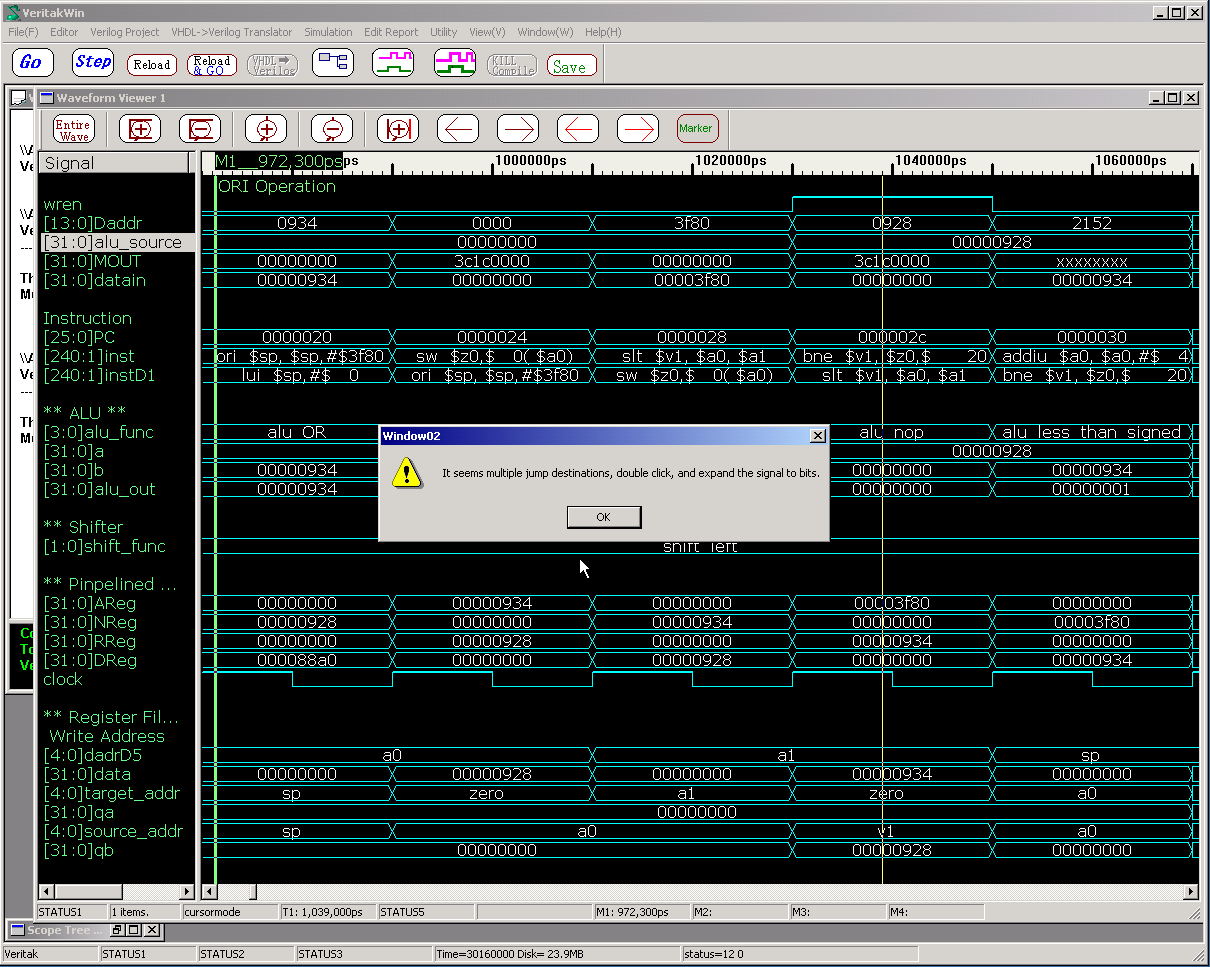 VeritakWin
File(F) Editor Verilog Project VHDL->Verilog Translator Simulation Edit Report Utility View(V) Window(W) Help(H)
Go Step Reload Reload & GO VHDL Verilog KILL Compile Save
Waveform Viewer 1
Entire Wave Marker
Signal M1__972,300ps ps 1000000ps 1020000ps 1040000ps 1060000ps
ORI Operation
wren
[13:0]Daddr 0934 0000 3f80 0928 2152
[31:0]alu_source 00000000 00000928
[31:0]MOUT 00000000 3c1c0000 00000000 3c1c0000 xxxxxxxx
[31:0]datain 00000934 00000000 00003f80 00000000 00000934
Instruction
[25:0]PC 0000020 0000024 0000028 000002c 0000030
[240:1]inst ori $sp, $sp,#$3f80 sw $z0,$ 0( $a0) slt $v1, $a0, $a1 bne $v1, $z0,$ 20 addiu $a0, $a0,#$ 4
[240:1]instD1 lui $sp,#$ 0 ori $sp, $sp,#$3f80 sw $z0,$ 0( $a0) slt $v1, $a0, $a1 bne $v1, $z0,$ 20
** ALU **
[3:0]alu_func alu OR alu nop alu less than signed
[31:0]a 00000928
[31:0]b 00000934 00000000 00000934
[31:0]alu_out 00000934 00000000 00000001
Window02
It seems multiple jump destinations, double click, and expand the signal to bits.
OK
** Shifter
[1:0]shift_func shift left
** Pinpelined ...
[31:0]AReg 00000000 00000934 00000000 00003f80 00000000
[31:0]NReg 00000928 00000000 00000934 00000000 00003f80
[31:0]RReg 00000000 00000928 00000000 00000934 00000000
[31:0]DReg 000088a0 00000000 00000928 00000000 00000934
clock
** Register Fil...
Write Address
[4:0]dadrD5 a0 a1 sp
[31:0]data 00000000 00000928 00000000 00000934 00000000
[4:0]target_addr sp zero a1 zero a0
[31:0]qa 00000000
[4:0]source_addr sp a0 v1 a0
[31:0]qb 00000000 00000928 00000000
STATUS1 1 items. cursormode T1: 1,039,000ps STATUS5 M1: 972,300ps M2: M3: M4:
Scope Tree ...
Veritak STATUS1 STATUS2 STATUS3 Time=30160000 Disk= 23.9MB status=12 0